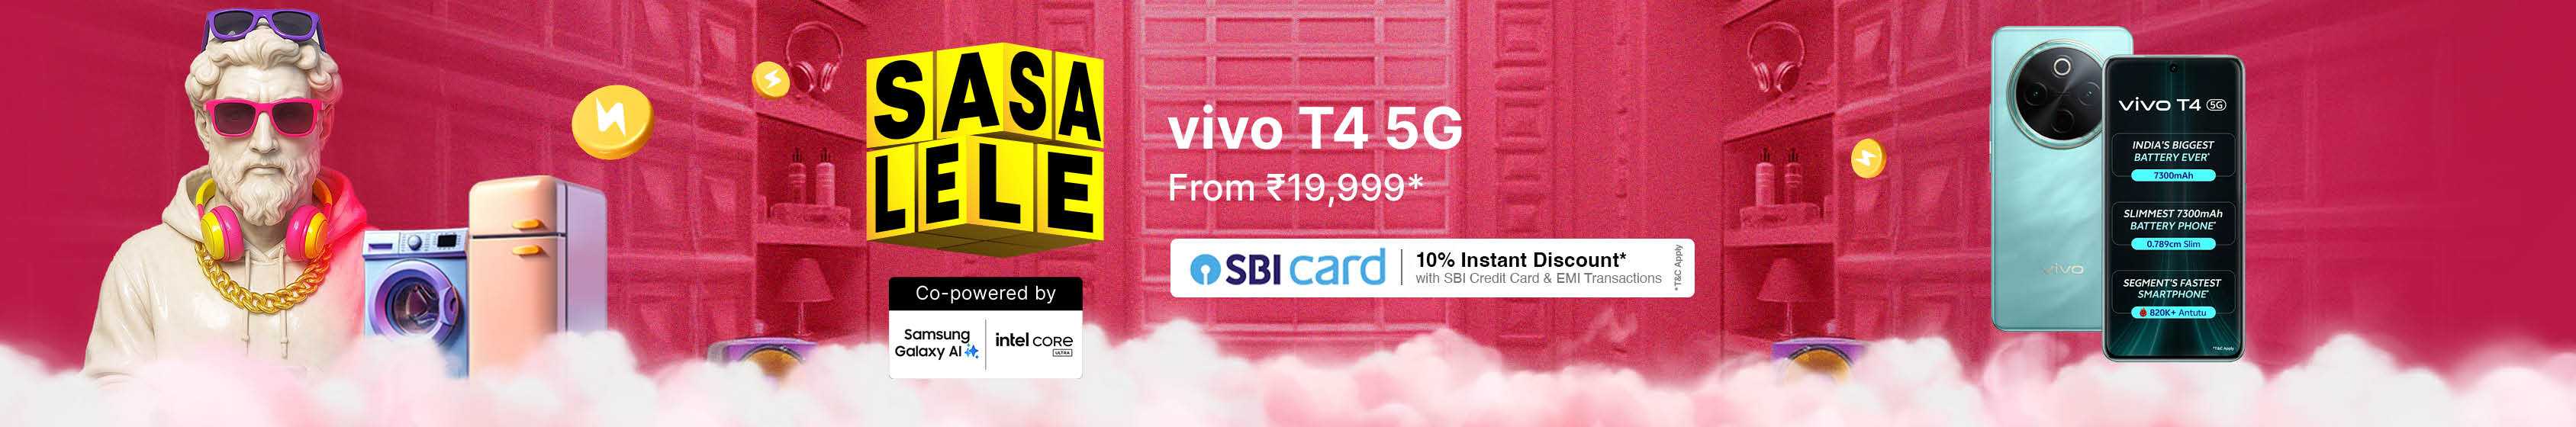 SASA
LELE
Co-powered by
Samsung
Galaxy AI
intel CORE
ULTRA
vivo T4 5G
From ₹19,999*
SBI card
10% Instant Discount*
with SBI Credit Card & EMI Transactions
*T&C Apply
vivo
vivo T4 5G
INDIA'S BIGGEST
BATTERY EVER*
7300mAh
SLIMMEST 7300mAh
BATTERY PHONE*
0.789cm Slim
SEGMENT'S FASTEST
SMARTPHONE*
820K+ Antutu
*T&C Apply